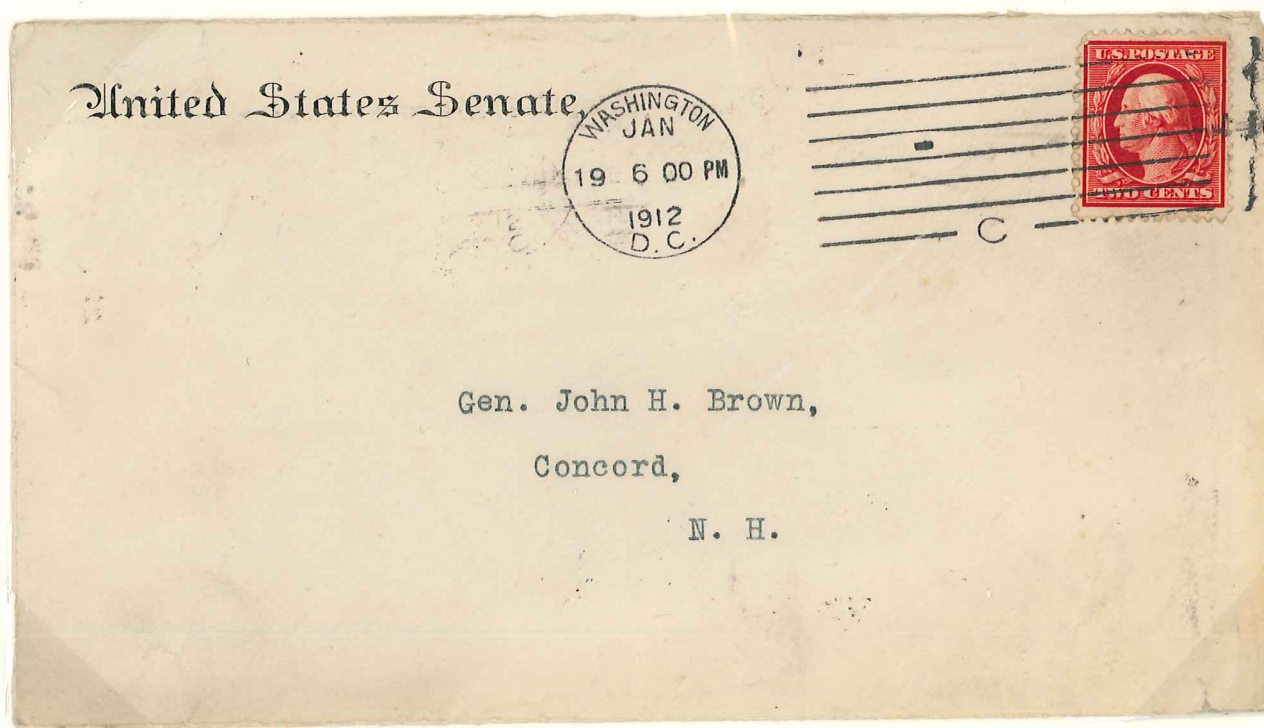 United States Senate,
WASHINGTON
JAN
19 6 00 PM
1912
D. C.
C
U.S. POSTAGE
TWO CENTS
Gen. John H. Brown,
Concord,
N. H.